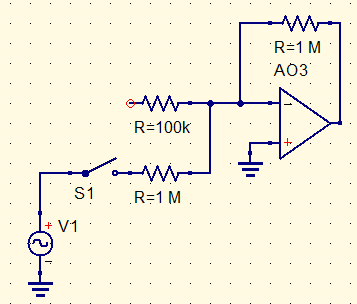 R=1 M
AO3
R=100k
S1
R=1 M
V1